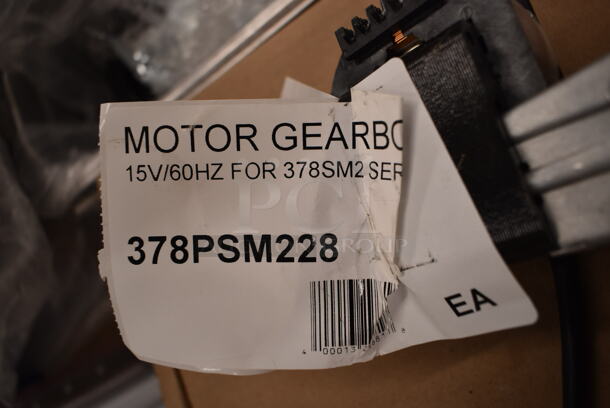 MOTOR GEARBO
15V/60HZ FOR 378SM2 SER
378PSM228
EA